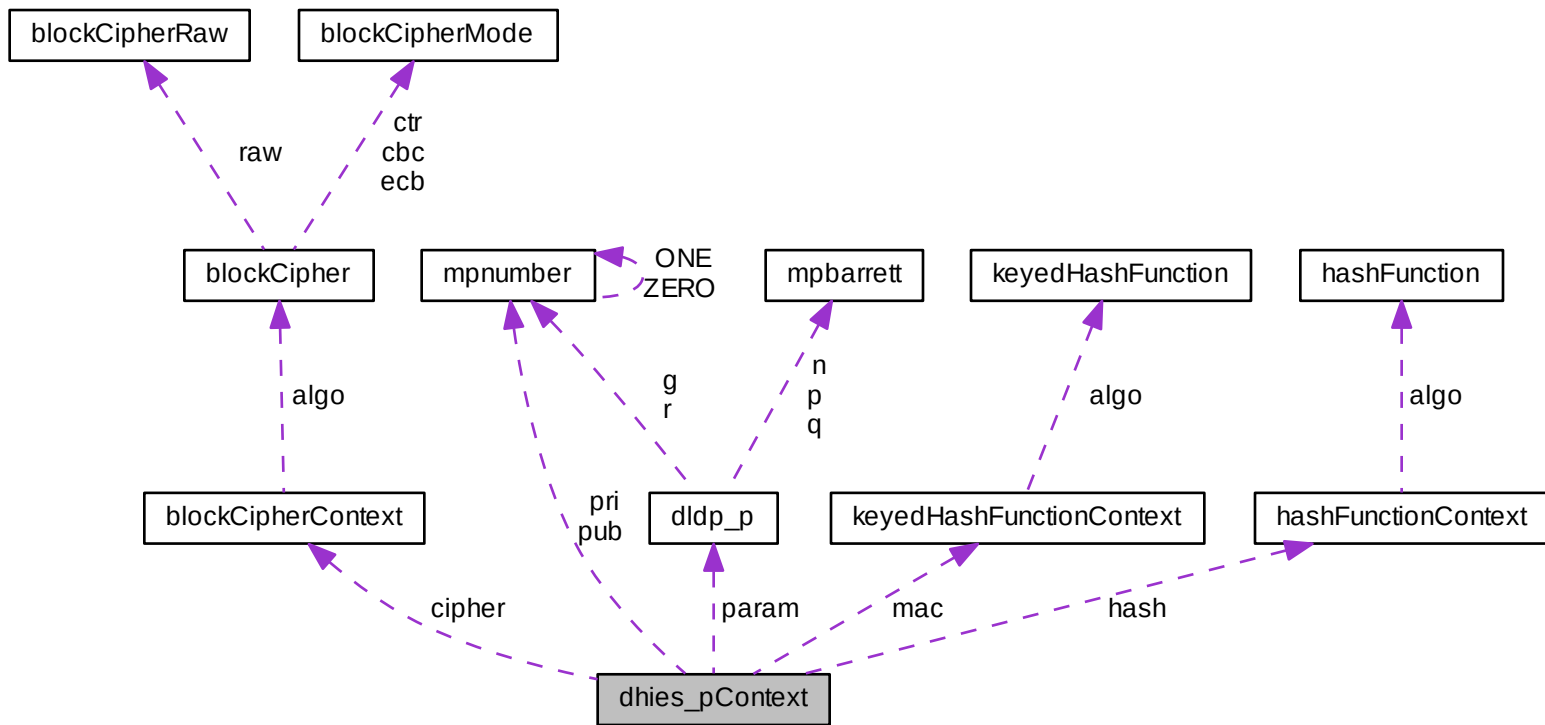 blockCipherRaw
blockCipherMode
raw
ctr
cbc
ecb
blockCipher
mpnumber
ONE
ZERO
mpbarrett
keyedHashFunction
hashFunction
algo
g
r
n
p
q
algo
algo
blockCipherContext
pri
pub
dldp_p
keyedHashFunctionContext
hashFunctionContext
cipher
param
mac
hash
dhies_pContext